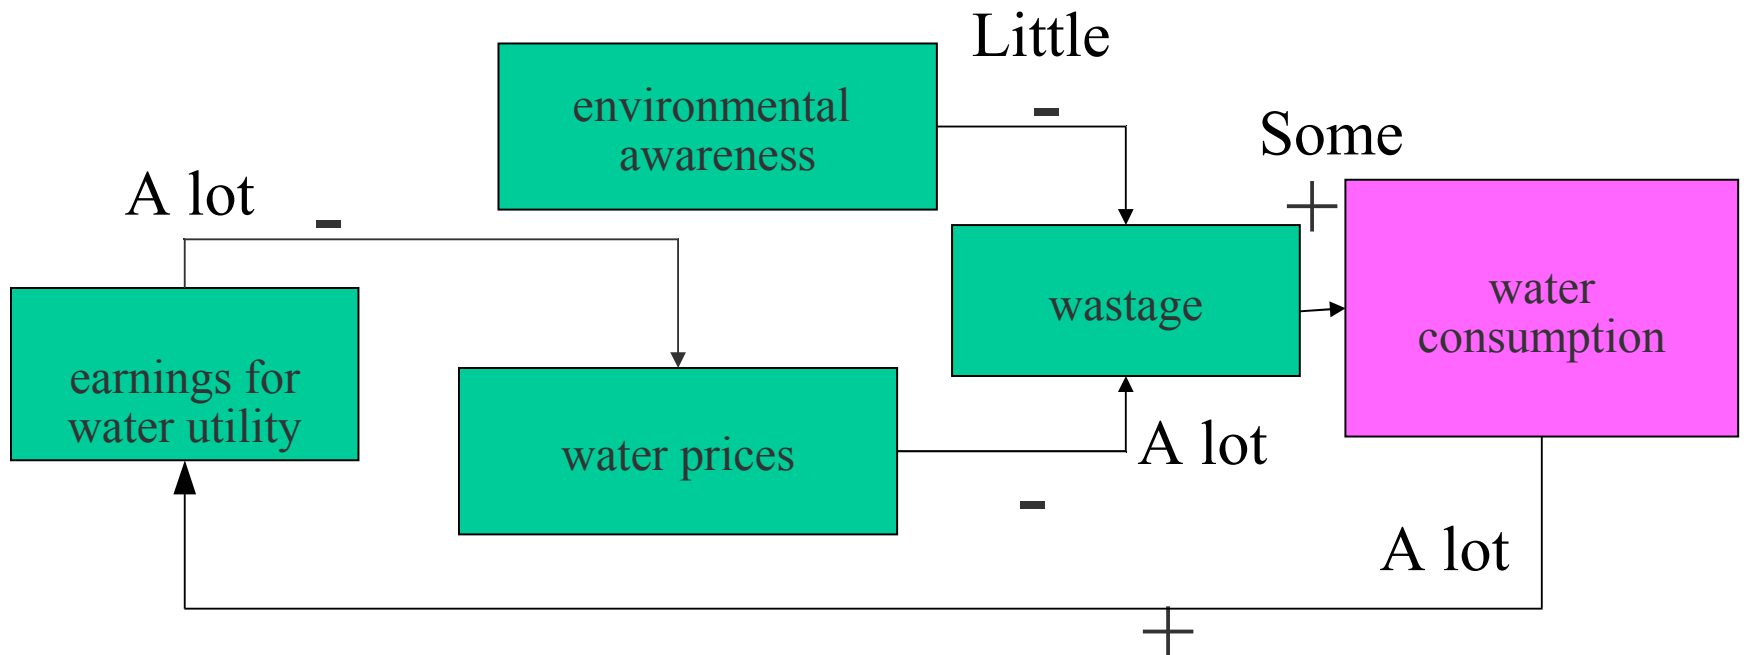 Little
environmental
awareness
-
Some
+
A lot
-
wastage
water
consumption
earnings for
water utility
water prices
A lot
-
A lot
+